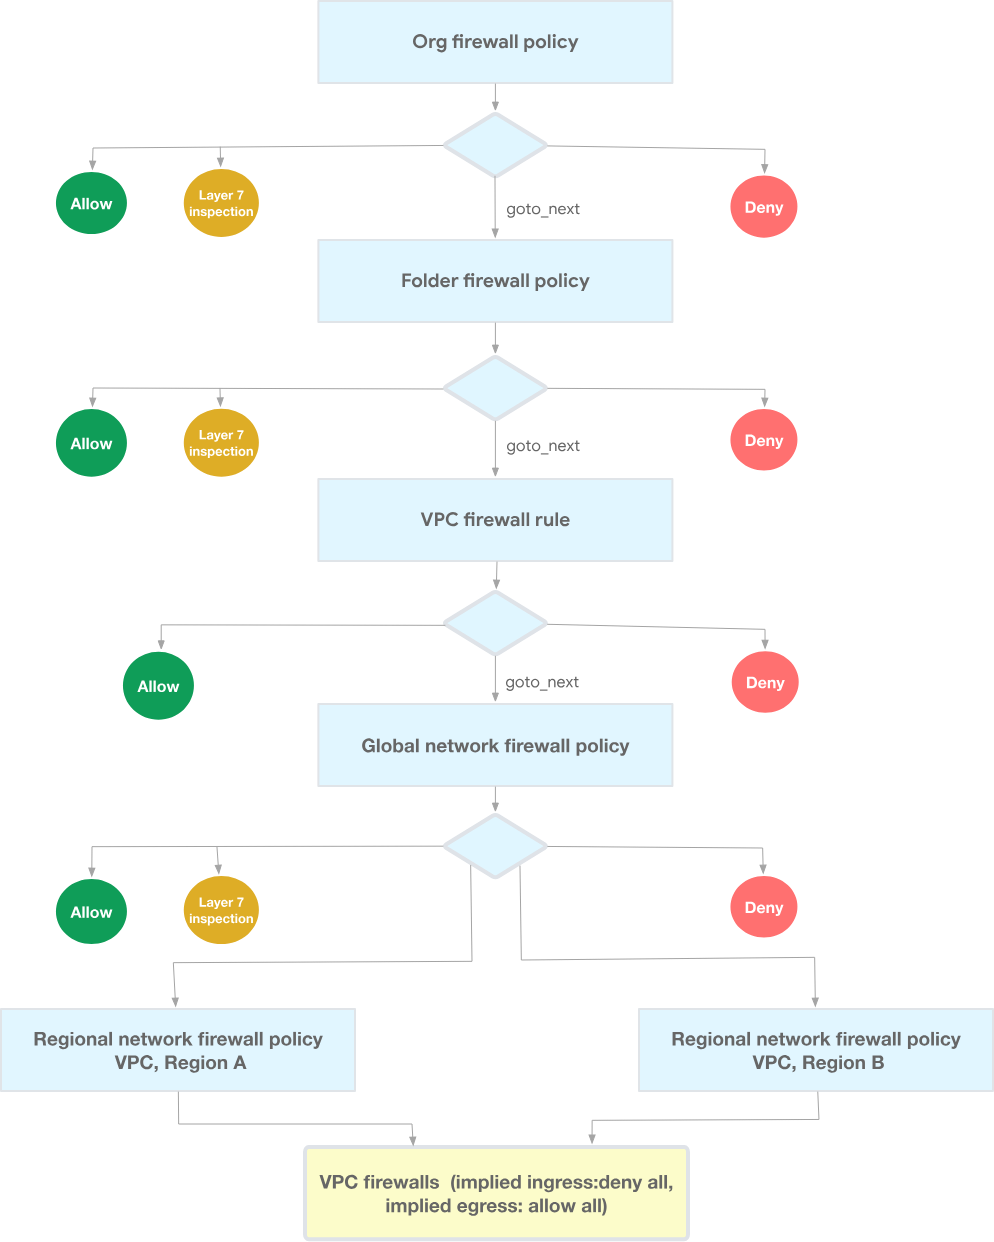 Org firewall policy
Allow
Layer 7
inspection
goto_next
Deny
Folder firewall policy
Allow
Layer 7
inspection
goto_next
Deny
VPC firewall rule
Allow
goto_next
Deny
Global network firewall policy
Allow
Layer 7
inspection
Deny
Regional network firewall policy
VPC, Region A
Regional network firewall policy
VPC, Region B
VPC firewalls (implied ingress:deny all,
implied egress: allow all)